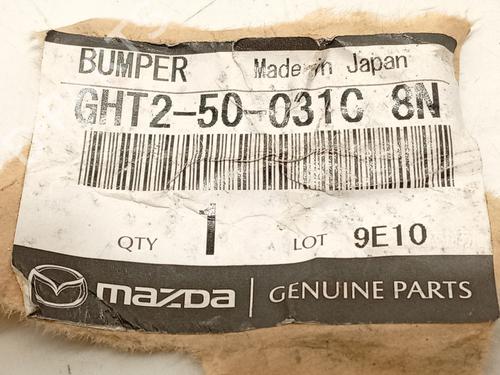 BUMPER Made in Japan
GHT2-50-031C 8N
QTY 1 LOT 9E10
mazda GENUINE PARTS